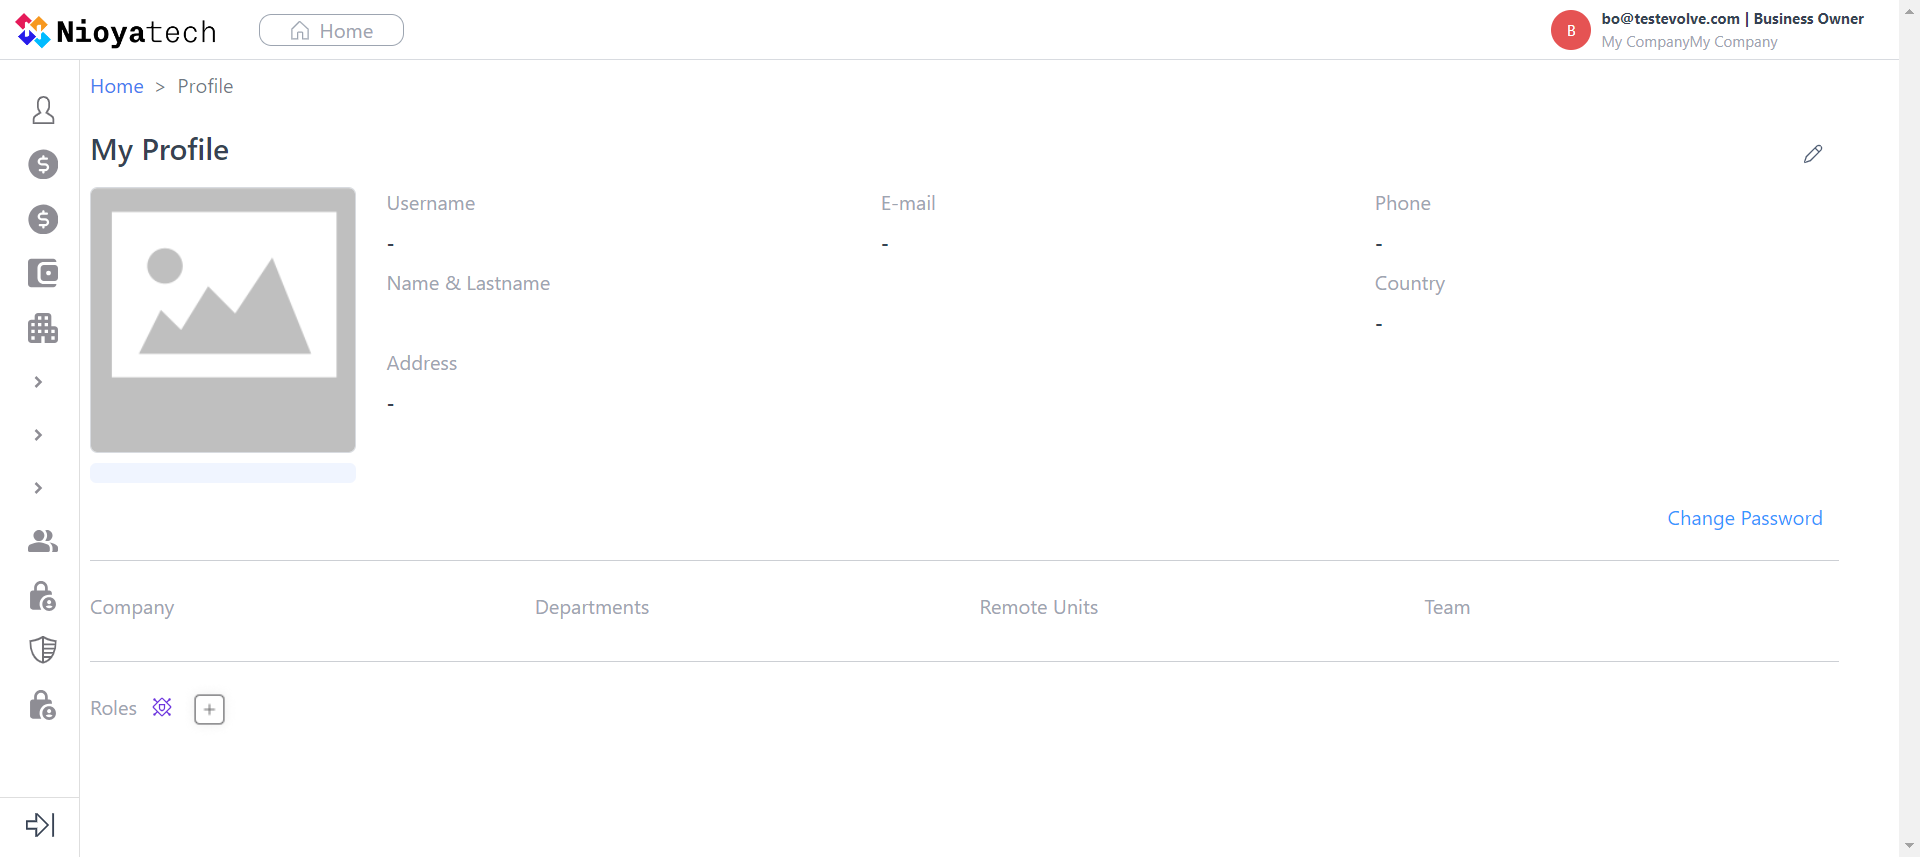 Nioyatech
Home
B
bo@testevolve.com | Business Owner
My CompanyMy Company
Home > Profile
My Profile
Username
E-mail
Phone
-
-
-
Name & Lastname
Country
-
Address
-
Change Password
Company
Departments
Remote Units
Team
Roles